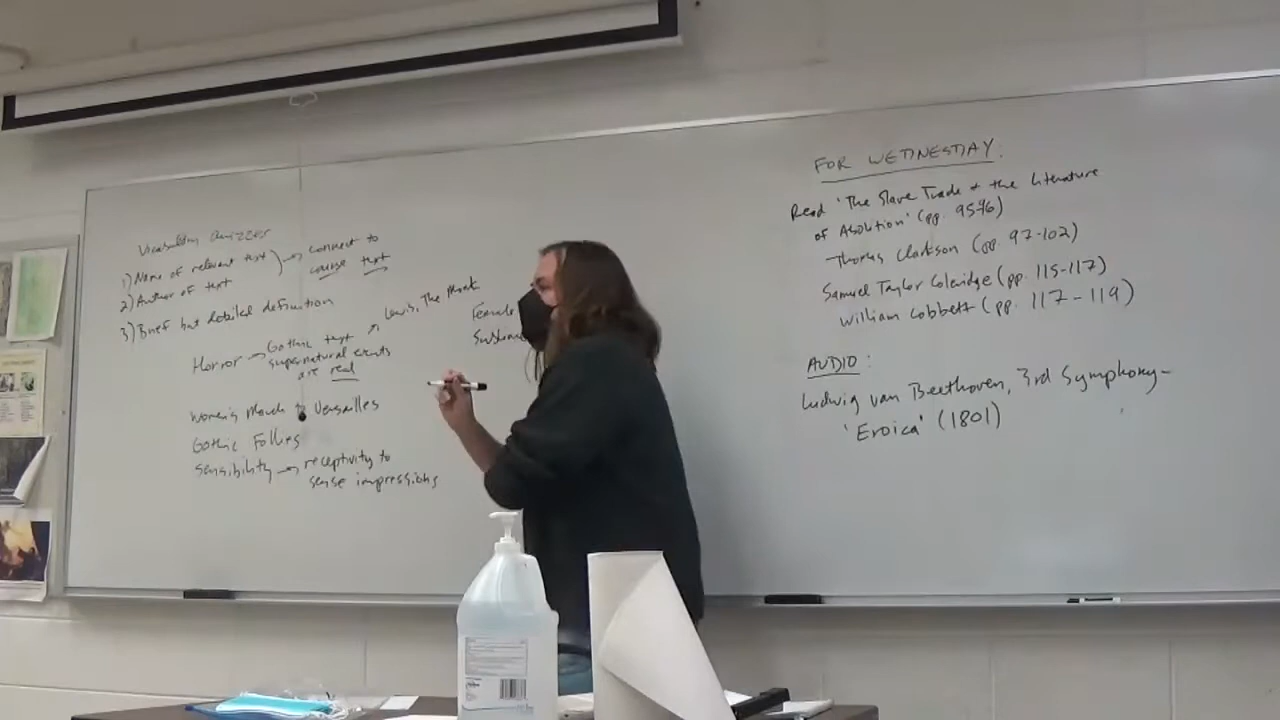 Vocabulary Quizzes
1) Name of relevant text
2) Author of text
→ connect to
course text
3) Brief but detailed definition
Horror → Gothic text → Lewis, The Monk
supernatural events
are real
Women's March to Versailles
Gothic Follies
Sensibility → receptivity to
sense impressions
Female
FOR WEDNESDAY:
Read 'The Slave Trade & the Literature
of Abolition' (pp. 95-96)
Thomas Clarkson (pp. 97-102)
Samuel Taylor Coleridge (pp. 115-117)
William Cobbett (pp. 117-119)
AUDIO:
Ludwig van Beethoven, 3rd Symphony-
'Eroica' (1801)